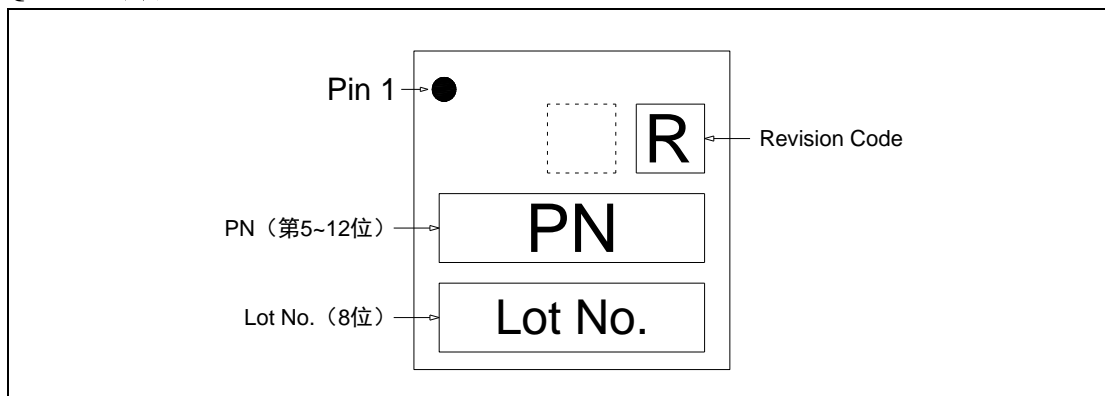 Pin 1
R
Revision Code
PN（第5~12位）
PN
Lot No.（8位）
Lot No.